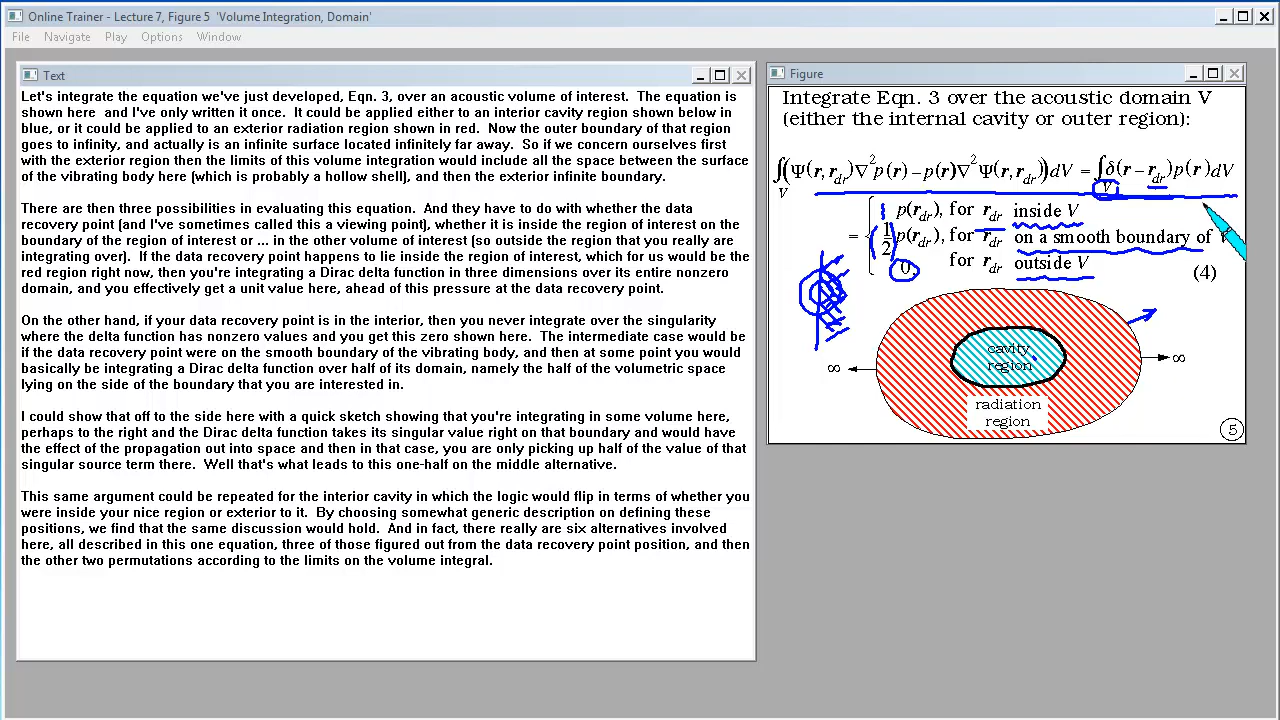 Online Trainer - Lecture 7, Figure 5 'Volume Integration, Domain'
File Navigate Play Options Window
Text
Let's integrate the equation we've just developed, Eqn. 3, over an acoustic volume of interest. The equation is
shown here and I've only written it once. It could be applied either to an interior cavity region shown below in
blue, or it could be applied to an exterior radiation region shown in red. Now the outer boundary of that region
goes to infinity, and actually is an infinite surface located infinitely far away. So if we concern ourselves first
with the exterior region then the limits of this volume integration would include all the space between the surface
of the vibrating body here (which is probably a hollow shell), and then the exterior infinite boundary.
There are then three possibilities in evaluating this equation. And they have to do with whether the data
recovery point (and I've sometimes called this a viewing point), whether it is inside the region of interest on the
boundary of the region of interest or ... in the other volume of interest (so outside the region that you really are
integrating over). If the data recovery point happens to lie inside the region of interest, which for us would be the
red region right now, then you're integrating a Dirc delta function in three dimensions over its entire nonzero
domain, and you effectively get a unit value here, and of of this pressure at the data recovery point.
On the other hand, if your data recovery point is in the interior, then you never integrate over the singularity
where the delta function has nonzero values and you get this zero shown here. The intermediate case would be
if the data recovery point were on the smooth boundary of the vibrating body, and then at some point you would
basically be integrating a Dirac delta function over half of its domain, namely the half of the volumetric space
lying on the side of the boundary that you are interested in.
I could show that off to the side here with a quick sketch showing that you're integrating in some volume here,
perhaps to the right and the Dirac delta function takes its singular value right on that boundary and would have
the effect of the propagation out into space and then in that case, you are only picking up half of the value of that
singular source term there. Well that's what leads to this one-half on the middle alternative.
This same argument could be repeated for the interior cavity in which the logic would flip in terms of whether you
were inside your nice region or exterior to it. By choosing somewhat generic description on defining these
positions, we find that the same discussion would hold. And in fact, there really are six alternatives involved
here, all described in this one equation, three of those figured out from the data recovery point position, and then
the other two permutations according to the limits on the volume integral.
Figure
Integrate Eqn. 3 over the acoustic domain V
(either the internal cavity or outer region):
∫(Ψ(r, r_dr)∇²p(r) – p(r)∇²Ψ(r, r_dr))dV = ∫δ(r – r_dr)p(r)dV
V V
1 p(r_dr), for r_dr inside V
= { 1/2 p(r_dr), for r_dr on a smooth boundary of V
0 for r_dr outside V
(4)
cavity
region
∞ ∞
radiation
region
5